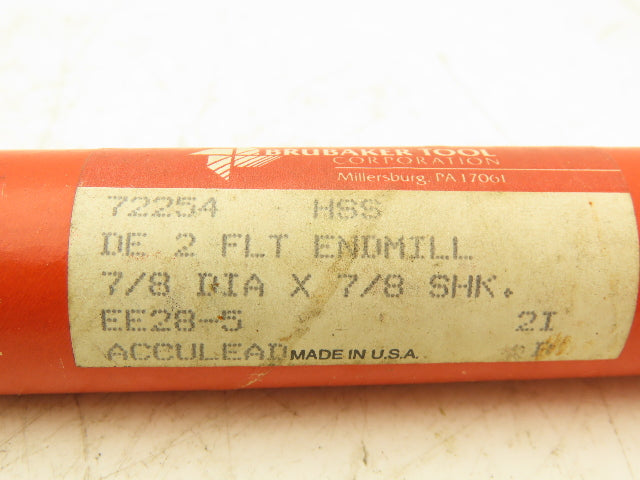 BRUBAKER TOOL
CORPORATION
Millersburg, PA 17061
72254 HSS
DE 2 FLT ENDMILL
7/8 DIA X 7/8 SHK.
EE28-5 2I
ACCULEAD MADE IN U.S.A.